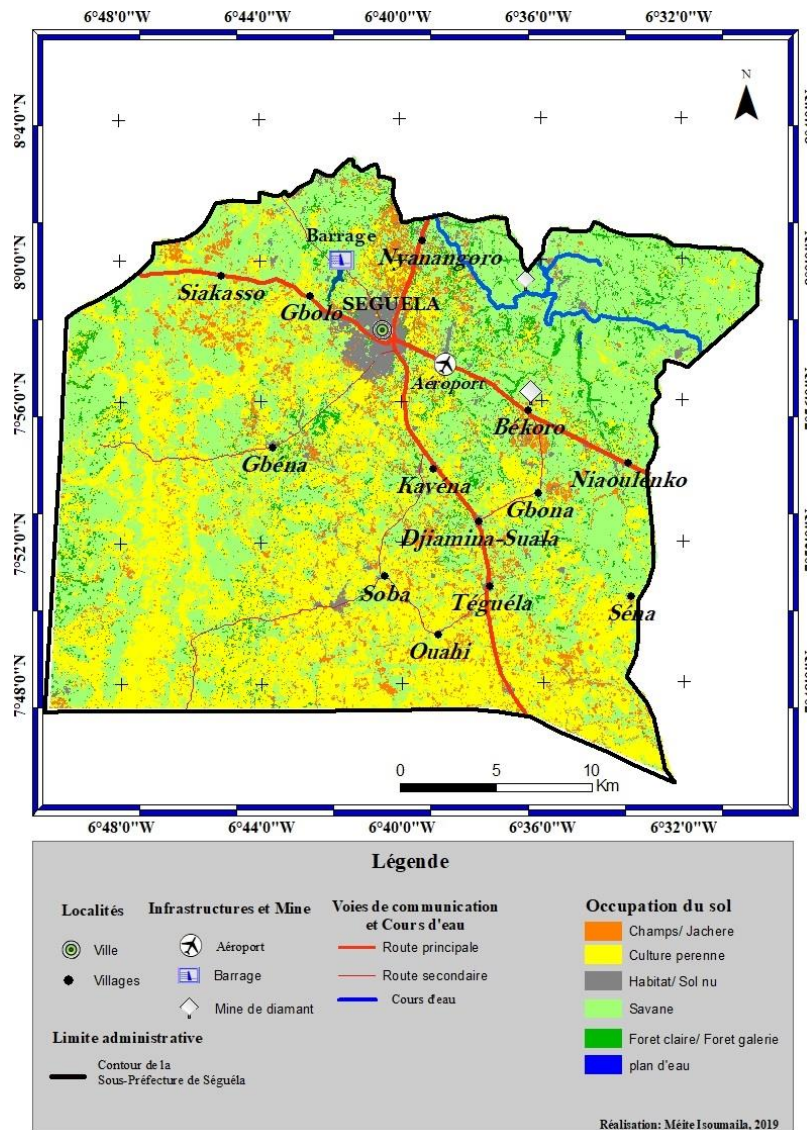 6°48'0"W 6°44'0"W 6°40'0"W 6°36'0"W 6°32'0"W
N
8°4'0"N
Barrage
Nyanangoro
8°0'0"N
Siakasso
Gbolo
SEGUELA
Aéroport
7°56'0"N
Békoro
Gbéna
Kavena
Niaoulenko
Gbona
Djiamina-Suala
7°52'0"N
Soba
Téguéla
Séna
Ouahi
7°48'0"N
0 5 10
Km
6°48'0"W 6°44'0"W 6°40'0"W 6°36'0"W 6°32'0"W
Légende
Localités
Ville
Villages
Limite administrative
Contour de la
Sous-Préfecture de Séguéla
Infrastructures et Mine
Aéroport
Barrage
Mine de diamant
Voies de communication
et Cours d'eau
Route principale
Route secondaire
Cours d'eau
Occupation du sol
Champs/ Jachere
Culture perenne
Habitat/ Sol nu
Savane
Foret claire/ Foret galerie
plan d'eau
Réalisation: Méite Isoumaila, 2019